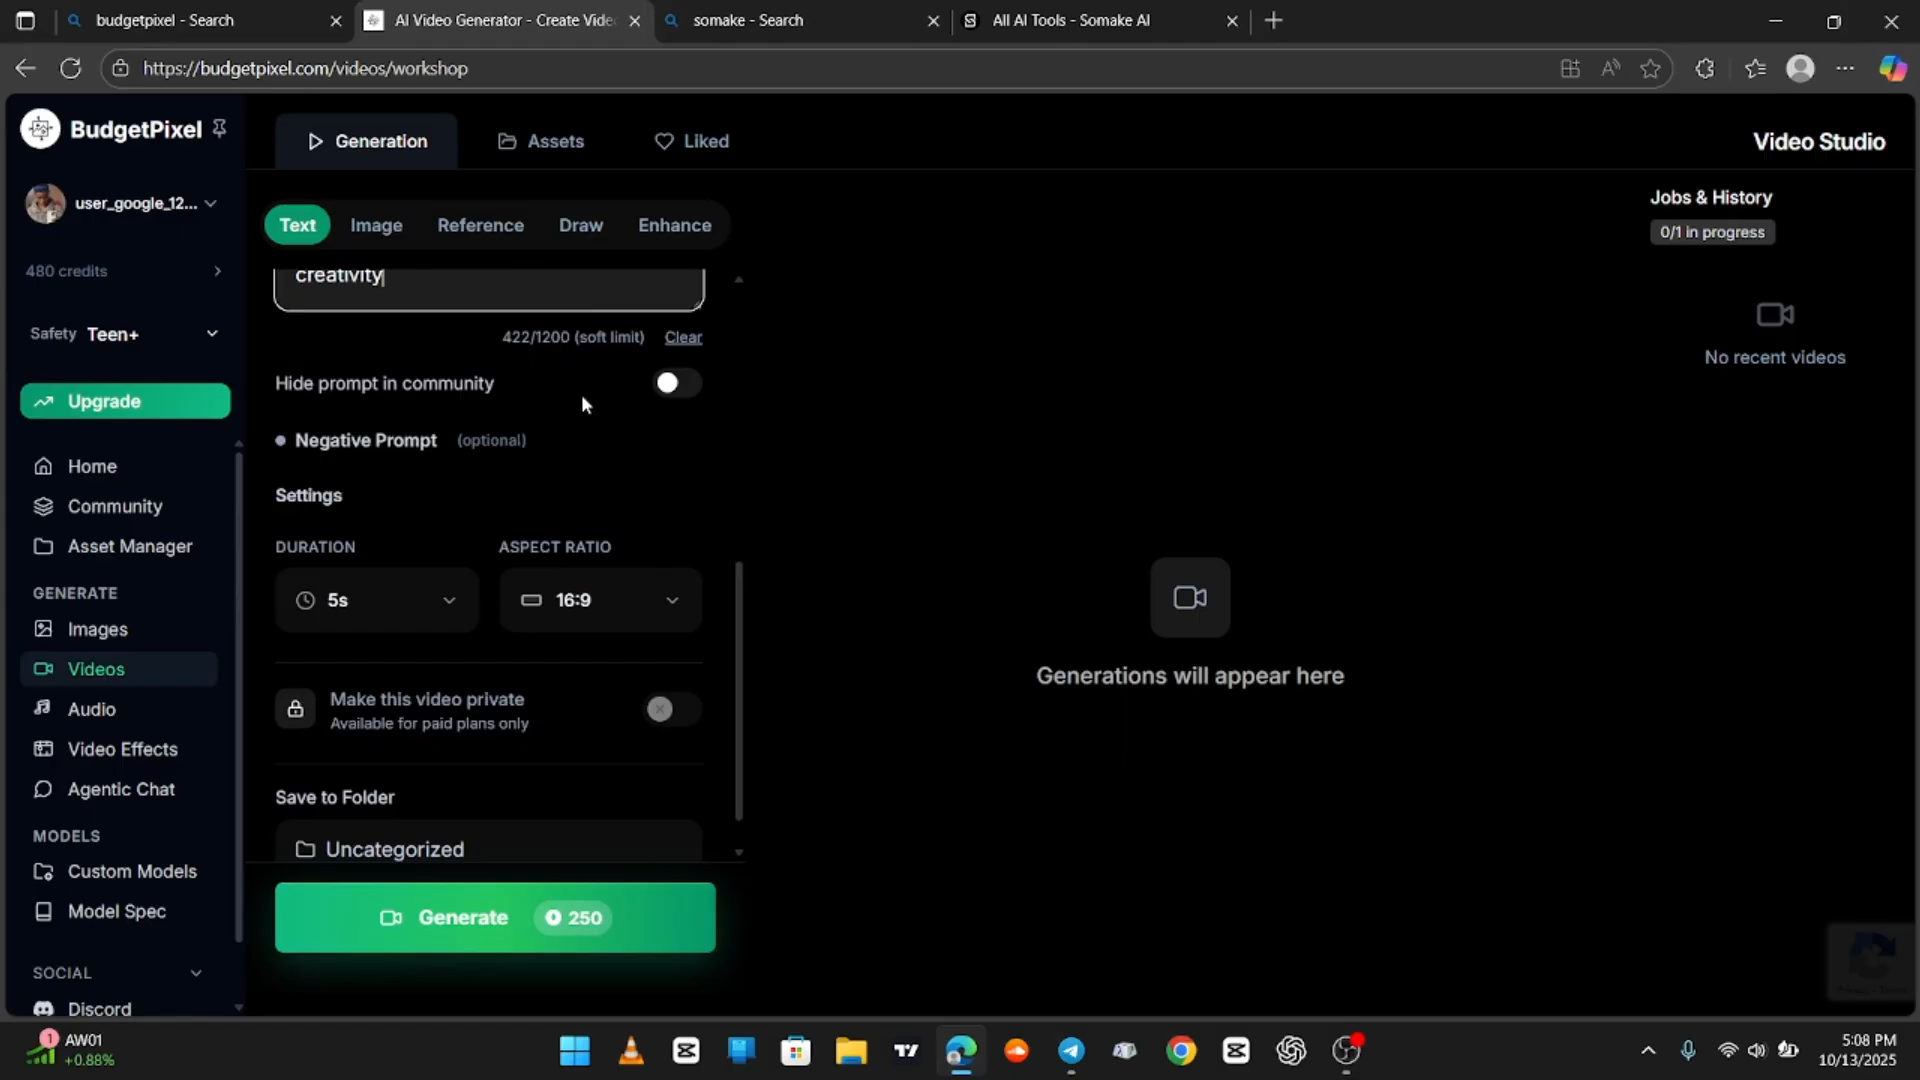 budgetpixel - Search
AI Video Generator - Create Vide
somake - Search
All AI Tools - Somake AI
https://budgetpixel.com/videos/workshop
BudgetPixel
Generation
Assets
Liked
Video Studio
user_google_12...
Text
Image
Reference
Draw
Enhance
Jobs & History
0/1 in progress
480 credits
creativity
No recent videos
Safety Teen+
422/1200 (soft limit)
Clear
Hide prompt in community
Upgrade
Negative Prompt (optional)
Home
Settings
Community
DURATION
ASPECT RATIO
Asset Manager
GENERATE
5s
16:9
Images
Videos
Generations will appear here
Make this video private
Available for paid plans only
Audio
Video Effects
Agentic Chat
Save to Folder
MODELS
Uncategorized
Custom Models
Model Spec
Generate 250
SOCIAL
Discord
1
AW01
+0.88%
5:08 PM
10/13/2025